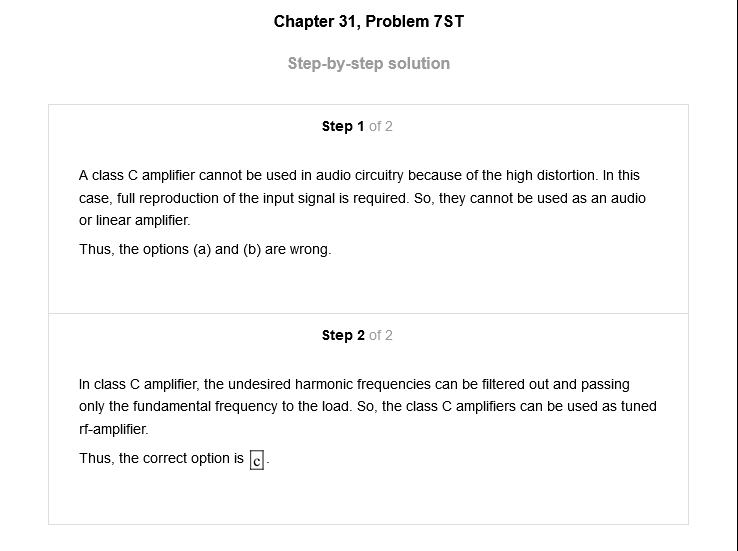 Chapter 31, Problem 7ST
Step-by-step solution
Step 1 of 2
A class C amplifier cannot be used in audio circuitry because of the high distortion. In this
case, full reproduction of the input signal is required. So, they cannot be used as an audio
or linear amplifier.
Thus, the options (a) and (b) are wrong.
Step 2 of 2
In class C amplifier, the undesired harmonic frequencies can be filtered out and passing
only the fundamental frequency to the load. So, the class C amplifiers can be used as tuned
rf-amplifier.
Thus, the correct option is c.